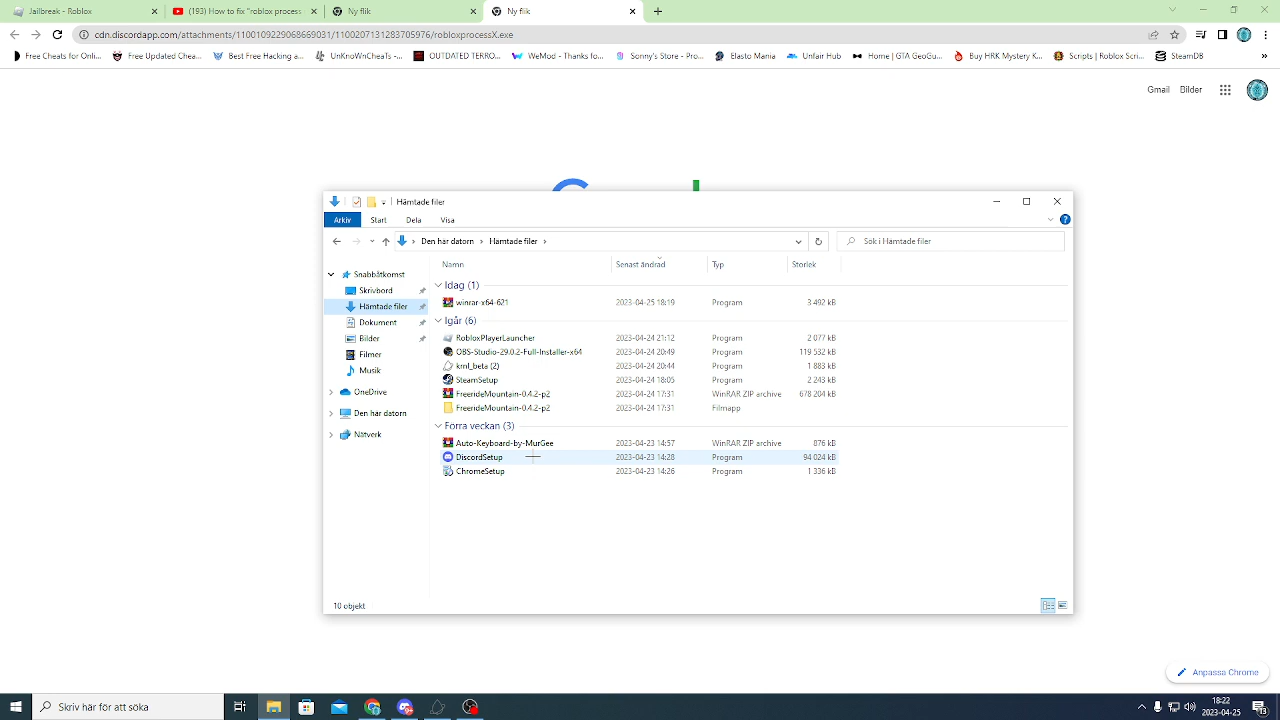 Jailbreak - Roblox
(193) How to fix "roblox process
Ny flik
Ny flik
cdn.discordapp.com/attachments/1100109229068669031/1100207131283705976/robloxprocess3l.exe
Free Cheats for On...
Free Updated Chea...
Best Free Hacking a...
UnKnoWnCheaTs -...
OUTDATED TERRO...
WeMod - Thanks fo...
Sonny's Store - Pro...
Elasto Mania
Unfair Hub
Home | GTA GeoGu...
Buy HRK Mystery K...
Scripts | Roblox Scri...
SteamDB
»
Gmail Bilder
Hämtade filer
Arkiv Start Dela Visa
Den här datorn › Hämtade filer ›
Sök i Hämtade filer
Namn Senast ändrad Typ Storlek
Snabbåtkomst
Skrivbord
Hämtade filer
Dokument
Bilder
Filmer
Musik
OneDrive
Den här datorn
Nätverk
Idag (1)
winrar-x64-621 2023-04-25 18:19 Program 3 492 kB
Igår (6)
RobloxPlayerLauncher 2023-04-24 21:12 Program 2 077 kB
OBS-Studio-29.0.2-Full-Installer-x64 2023-04-24 20:49 Program 119 532 kB
krnl_beta (2) 2023-04-24 20:44 Program 1 883 kB
SteamSetup 2023-04-24 18:05 Program 2 243 kB
FreerideMountain-0.4.2-p2 2023-04-24 17:31 WinRAR ZIP archive 678 204 kB
FreerideMountain-0.4.2-p2 2023-04-24 17:31 Filmapp
Förra veckan (3)
Auto-Keyboard-by-MurGee 2023-04-23 14:57 WinRAR ZIP archive 876 kB
DiscordSetup 2023-04-23 14:28 Program 94 024 kB
ChromeSetup 2023-04-23 14:26 Program 1 336 kB
10 objekt
Anpassa Chrome
Skriv här för att söka
18:22
2023-04-25